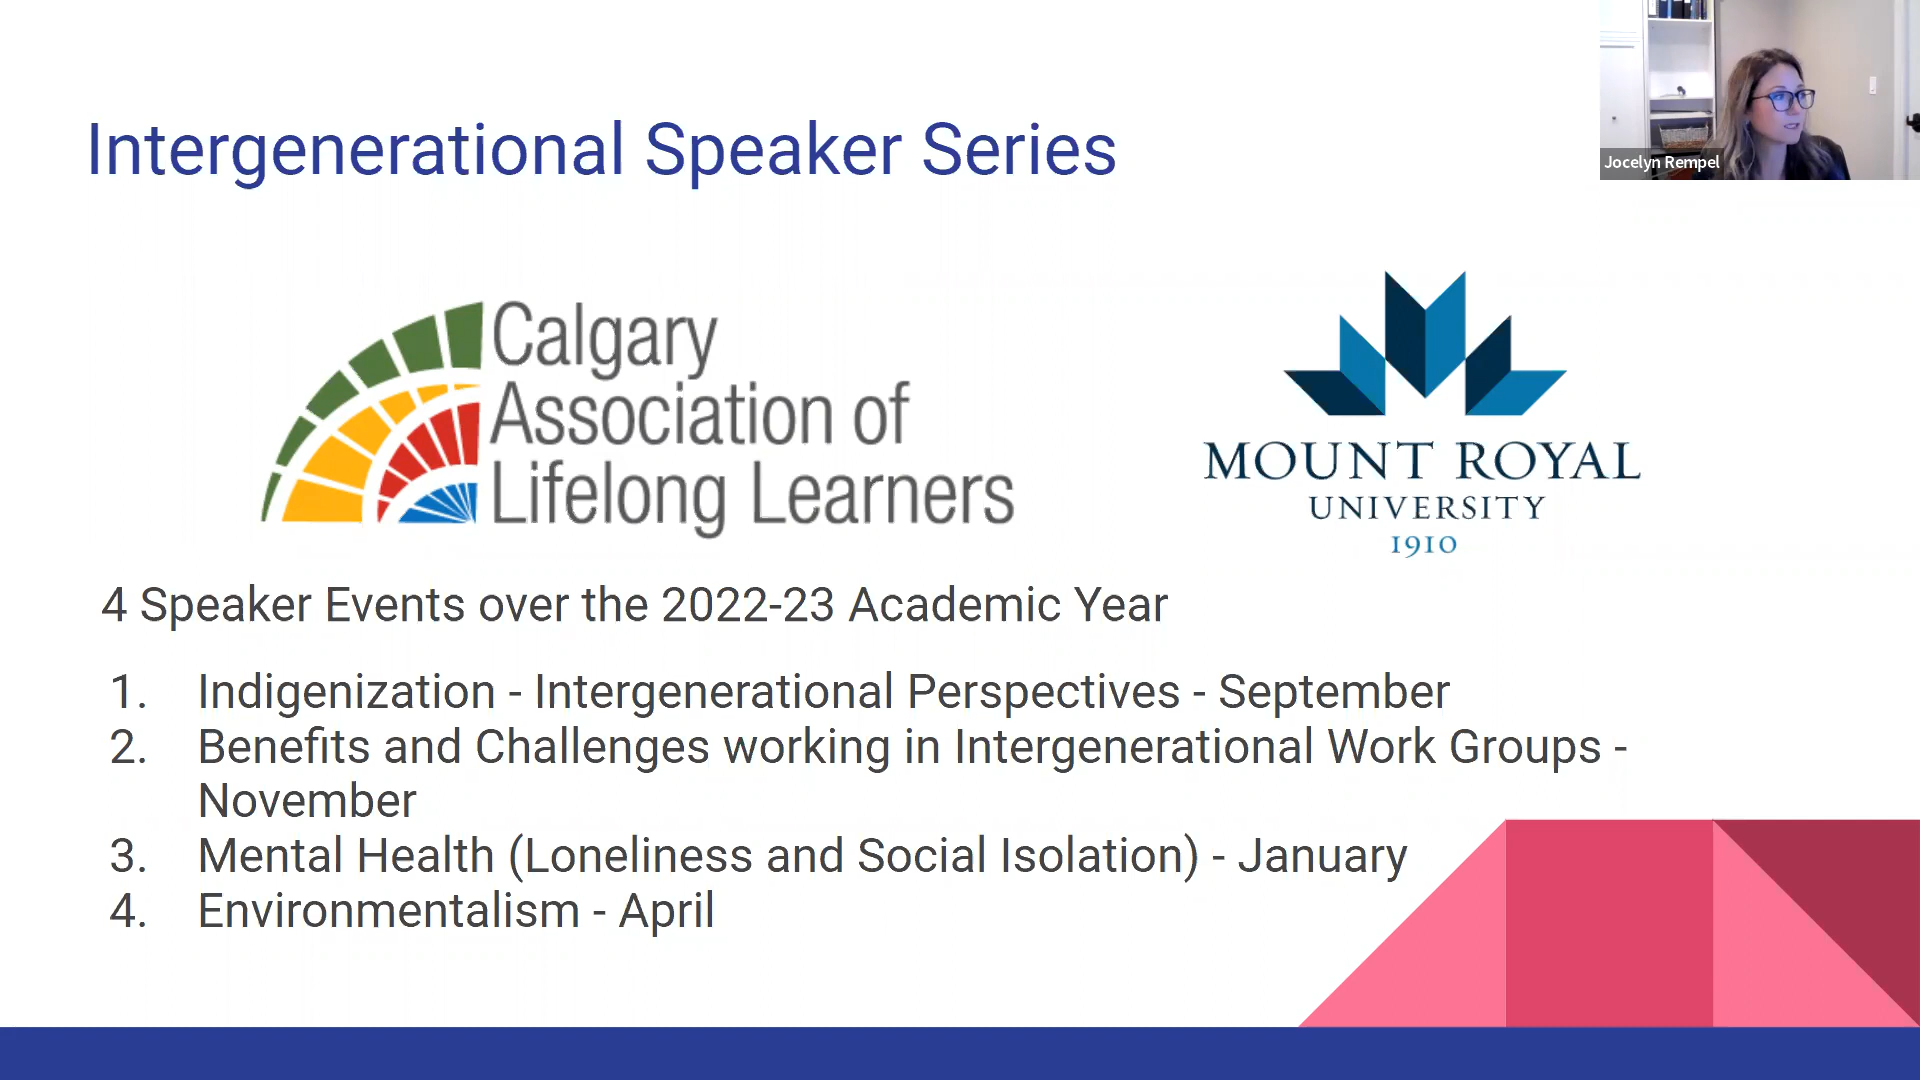 Intergenerational Speaker Series
Jocelyn Rempel
Calgary
Association of
Lifelong Learners
MOUNT ROYAL
UNIVERSITY
1910
4 Speaker Events over the 2022-23 Academic Year
1. Indigenization - Intergenerational Perspectives - September
2. Benefits and Challenges working in Intergenerational Work Groups -
November
3. Mental Health (Loneliness and Social Isolation) - January
4. Environmentalism - April